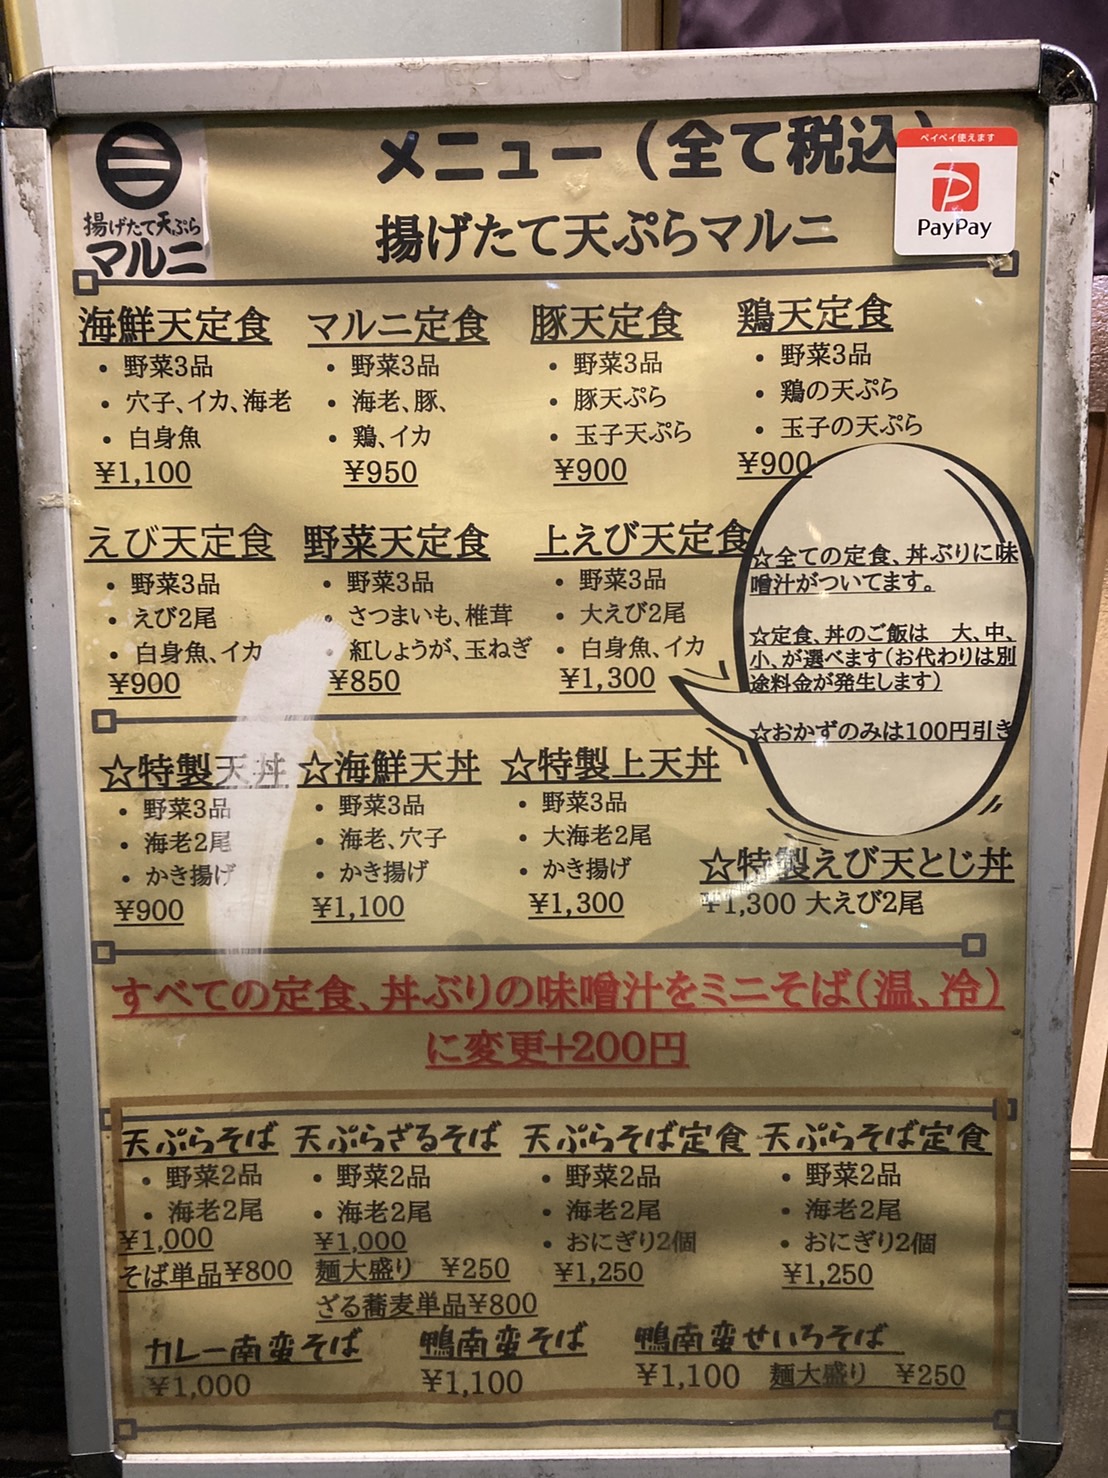 メニュー（全て税込）
ペイペイ使えます
PayPay
揚げたて天ぷら
マルニ
揚げたて天ぷらマルニ
海鮮天定食
・野菜3品
・穴子、イカ、海老
・白身魚
¥1,100
マルニ定食
・野菜3品
・海老、豚、
・鶏、イカ
¥950
豚天定食
・野菜3品
・豚天ぷら
・玉子天ぷら
¥900
鶏天定食
・野菜3品
・鶏の天ぷら
・玉子の天ぷら
¥900
えび天定食
・野菜3品
・えび2尾
・白身魚、イカ
¥900
野菜天定食
・野菜3品
・さつまいも、椎茸
・紅しょうが、玉ねぎ
¥850
上えび天定食
・野菜3品
・大えび2尾
・白身魚、イカ
¥1,300
☆全ての定食、丼ぶりに味
噌汁がついてます。
☆定食、丼のご飯は　大、中、
小、が選べます（お代わりは別
途料金が発生します）
☆おかずのみは100円引き
☆特製天丼
・野菜3品
・海老2尾
・かき揚げ
¥900
☆海鮮天丼
・野菜3品
・海老、穴子
・かき揚げ
¥1,100
☆特製上天丼
・野菜3品
・大海老2尾
・かき揚げ
¥1,300
☆特製えび天とじ丼
¥1,300 大えび2尾
すべての定食、丼ぶりの味噌汁をミニそば（温、冷）
に変更+200円
天ぷらそば
・野菜2品
・海老2尾
¥1,000
そば単品¥800
天ぷらざるそば
・野菜2品
・海老2尾
¥1,000
麺大盛り　¥250
ざる蕎麦単品¥800
天ぷらそば定食
・野菜2品
・海老2尾
・おにぎり2個
¥1,250
天ぷらそば定食
・野菜2品
・海老2尾
・おにぎり2個
¥1,250
カレー南蛮そば
¥1,000
鴨南蛮そば
¥1,100
鴨南蛮せいろそば
¥1,100　麺大盛り　¥250